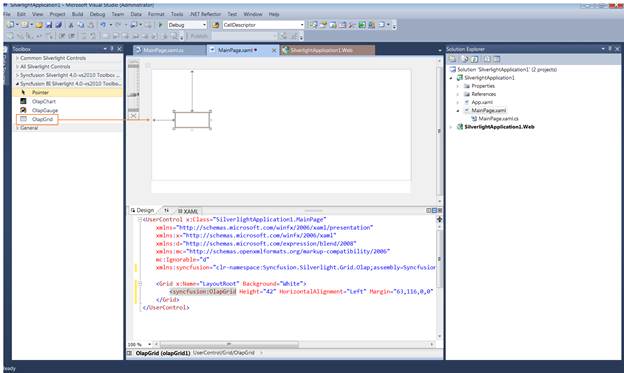 SilverlightApplication1 - Microsoft Visual Studio (Administrator)
File Edit View Project Build Debug Team Data Format Tools .NET Reflector Test Window Help
Debug CellDescriptor
Publish:
Toolbox
MainPage.xaml.cs MainPage.xaml SilverlightApplication1.Web
Solution Explorer
Common Silverlight Controls
All Silverlight Controls
Syncfusion Silverlight 4.0-vs2010 Toolbox ...
Syncfusion BI Silverlight 4.0-vs2010 Toolbox ...
Pointer
OlapChart
OlapGauge
OlapGrid
General
Solution 'SilverlightApplication1' (2 projects)
SilverlightApplication1
Properties
References
App.xaml
MainPage.xaml
MainPage.xaml.cs
SilverlightApplication1.Web
Design XAML
<UserControl x:Class="SilverlightApplication1.MainPage"
xmlns="http://schemas.microsoft.com/winfx/2006/xaml/presentation"
xmlns:x="http://schemas.microsoft.com/winfx/2006/xaml"
xmlns:d="http://schemas.microsoft.com/expression/blend/2008"
xmlns:mc="http://schemas.openxmlformats.org/markup-compatibility/2006"
mc:Ignorable="d"
xmlns:syncfusion="clr-namespace:Syncfusion.Silverlight.Grid.Olap;assembly=Syncfusion
<Grid x:Name="LayoutRoot" Background="White">
<syncfusion:OlapGrid Height="42" HorizontalAlignment="Left" Margin="63,116,0,0"
</Grid>
</UserControl>
100 %
OlapGrid (olapGrid1) UserControl/Grid/OlapGrid
Ready